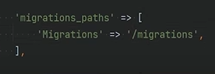 'migrations_paths' => [
'Migrations' => '/migrations',
],